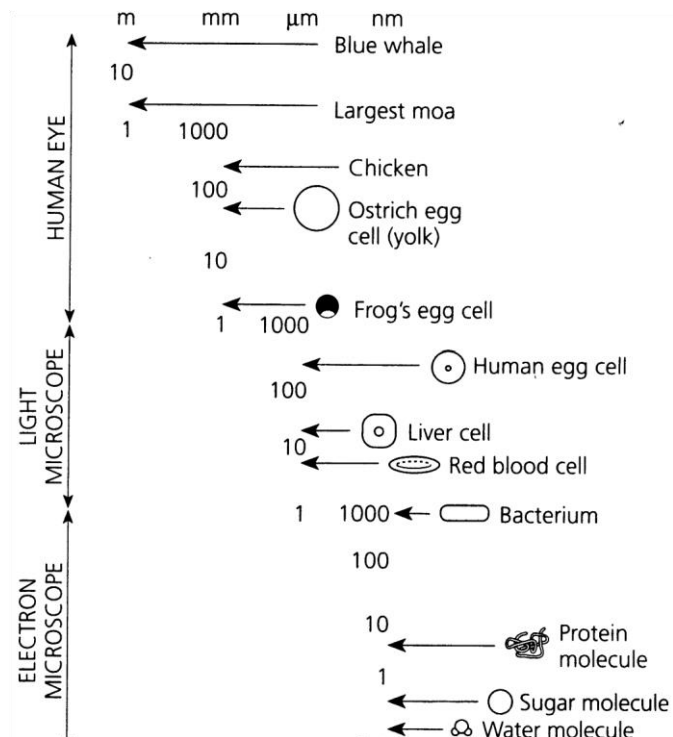 m mm μm nm
Blue whale
10
Largest moa
1 1000
Chicken
100
Ostrich egg
cell (yolk)
10
Frog's egg cell
1 1000
Human egg cell
100
Liver cell
10
Red blood cell
1 1000 Bacterium
100
10
Protein
molecule
1
Sugar molecule
Water molecule
HUMAN EYE
LIGHT
MICROSCOPE
ELECTRON
MICROSCOPE